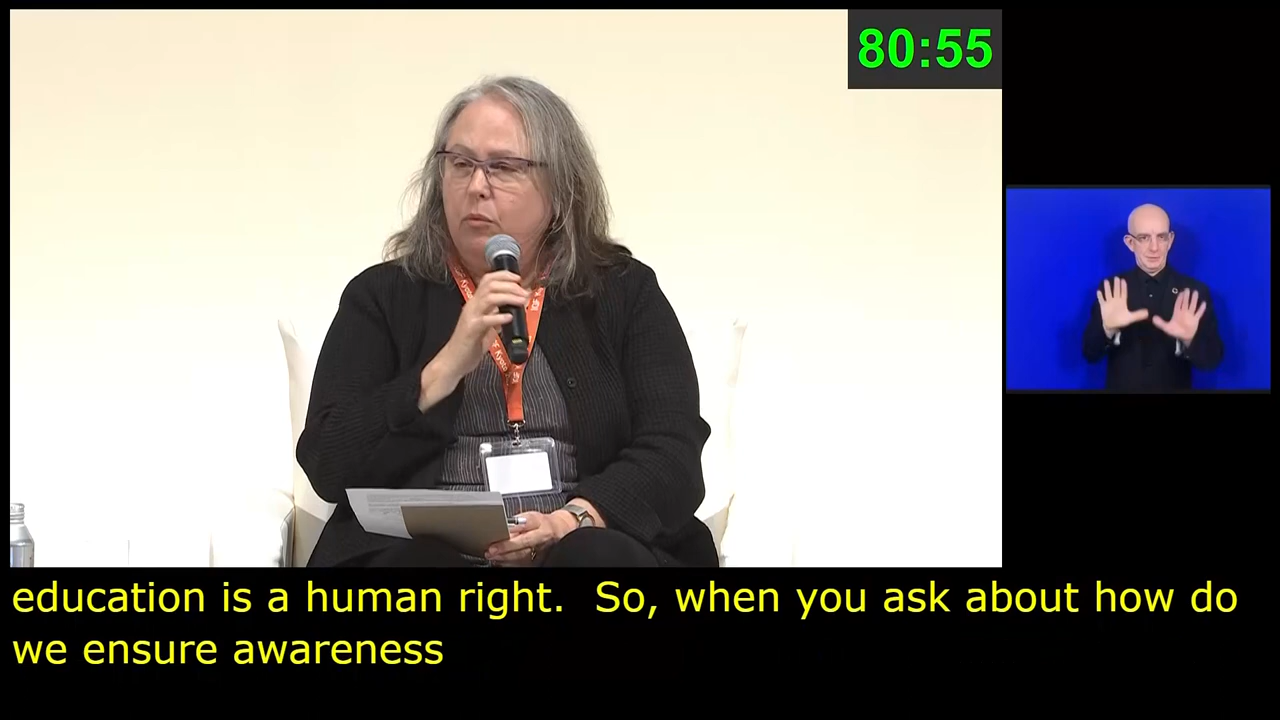 80:55
education is a human right.  So, when you ask about how do
we ensure awareness